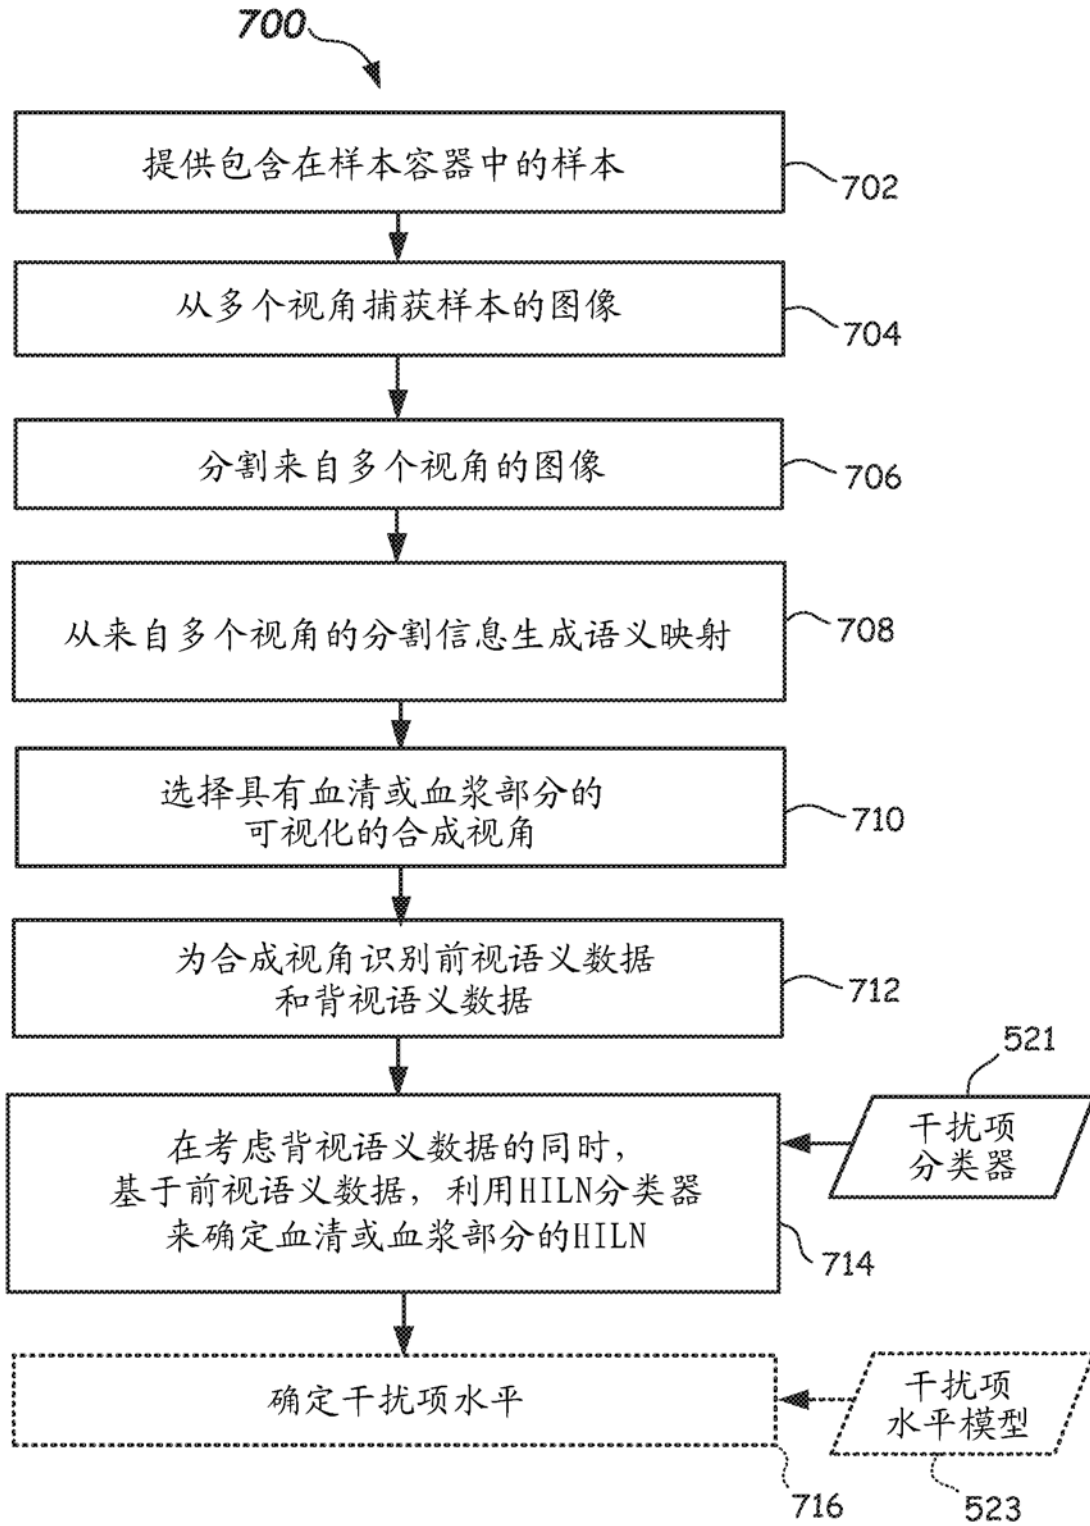 700
提供包含在样本容器中的样本
702
从多个视角捕获样本的图像
704
分割来自多个视角的图像
706
从来自多个视角的分割信息生成语义映射
708
选择具有血清或血浆部分的
可视化的合成视角
710
为合成视角识别前视语义数据
和背视语义数据
712
521
干扰项
分类器
在考虑背视语义数据的同时，
基于前视语义数据，利用HILN分类器
来确定血清或血浆部分的HILN
714
确定干扰项水平
716
干扰项
水平模型
523